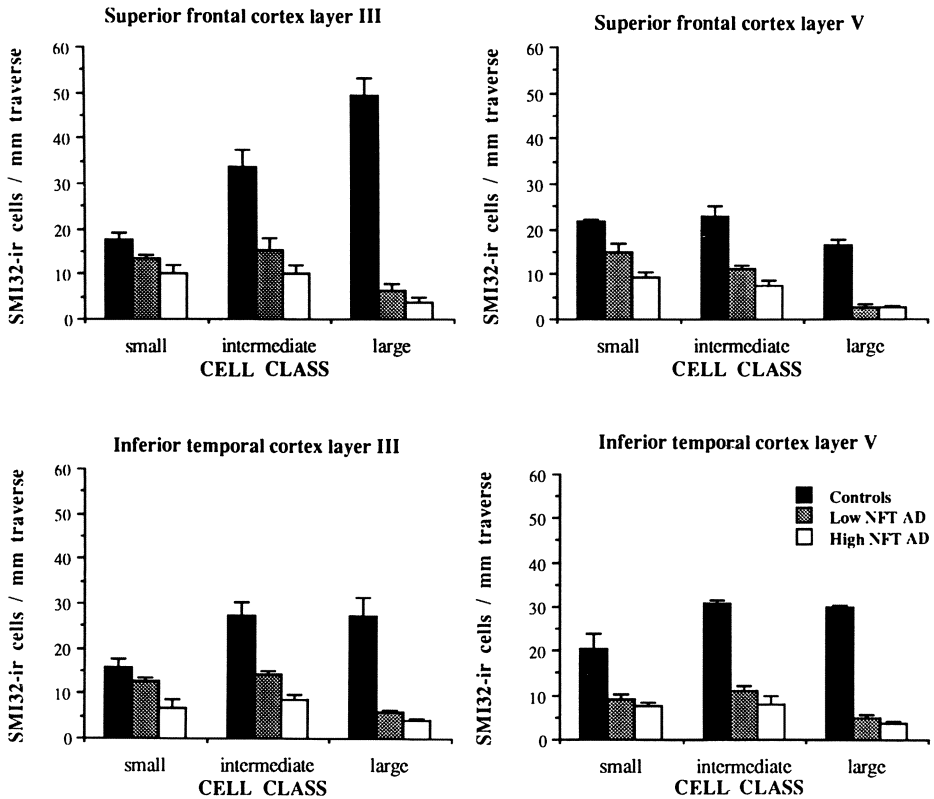 Superior frontal cortex layer III
SMI32-ir cells / mm traverse
60
50
40
30
20
10
0
small intermediate large
CELL CLASS
Superior frontal cortex layer V
SMI32-ir cells / mm traverse
60
50
40
30
20
10
0
small intermediate large
CELL CLASS
Inferior temporal cortex layer III
SMI32-ir cells / mm traverse
60
50
40
30
20
10
0
small intermediate large
CELL CLASS
Inferior temporal cortex layer V
SMI32-ir cells / mm traverse
60
50
40
30
20
10
0
Controls
Low NFT AD
High NFT AD
small intermediate large
CELL CLASS